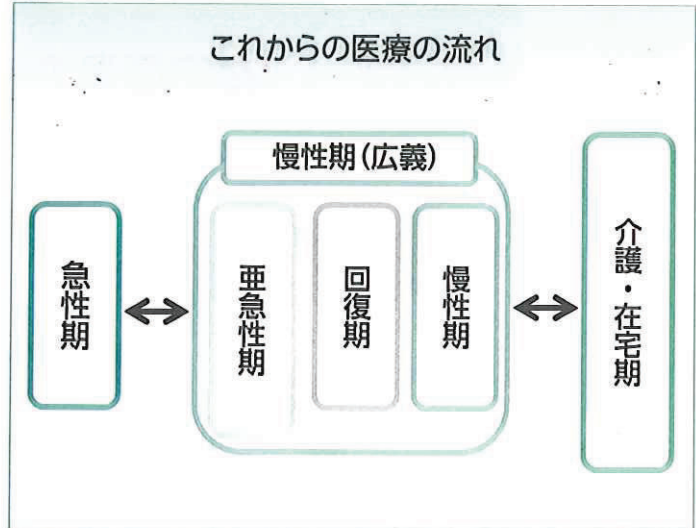 これからの医療の流れ
慢性期（広義）
急性期
亜急性期
回復期
慢性期
介護・在宅期